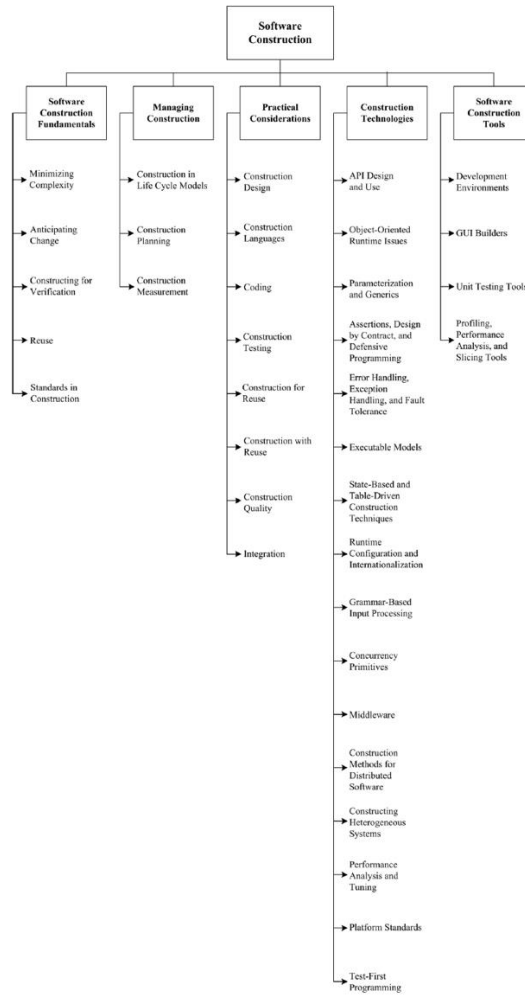 Software
Construction
Software
Construction
Fundamentals
Managing
Construction
Practical
Considerations
Construction
Technologies
Software
Construction
Tools
Minimizing
Complexity
Anticipating
Change
Constructing for
Verification
Reuse
Standards in
Construction
Construction in
Life Cycle Models
Construction
Planning
Construction
Measurement
Construction
Design
Construction
Languages
Coding
Construction
Testing
Construction for
Reuse
Construction with
Reuse
Construction
Quality
Integration
API Design
and Use
Object-Oriented
Runtime Issues
Parameterization
and Generics
Assertions, Design
by Contract, and
Defensive
Programming
Error Handling,
Exception
Handling, and Fault
Tolerance
Executable Models
State-Based and
Table-Driven
Construction
Techniques
Runtime
Configuration and
Internationalization
Grammar-Based
Input Processing
Concurrency
Primitives
Middleware
Construction
Methods for
Distributed Software
Constructing
Heterogeneous
Systems
Performance
Analysis and
Tuning
Platform Standards
Test-First
Programming
Development
Environments
GUI Builders
Unit Testing Tools
Profiling,
Performance
Analysis, and
Slicing Tools